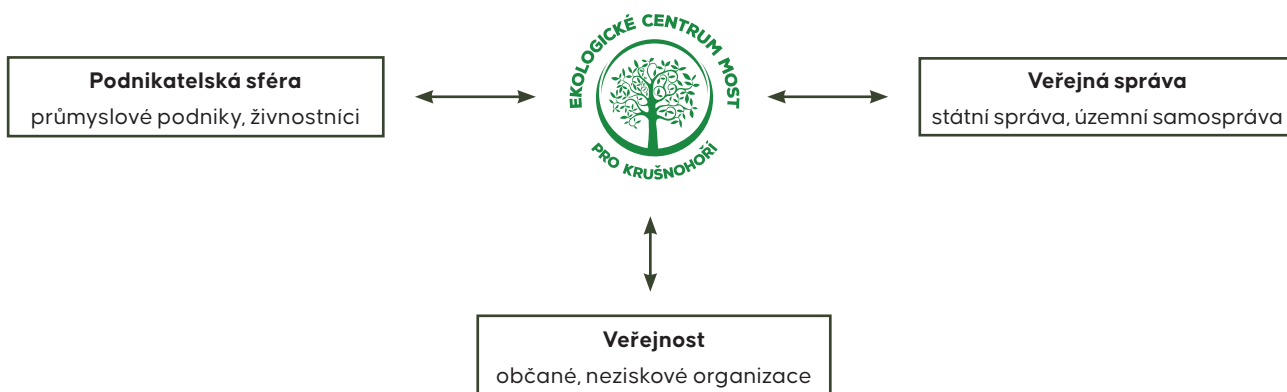 EKOLOGICKÉ CENTRUM MOST
PRO KRUŠNOHOŘÍ
Podnikatelská sféra
průmyslové podniky, živnostníci
Veřejná správa
státní správa, územní samospráva
Veřejnost
občané, neziskové organizace